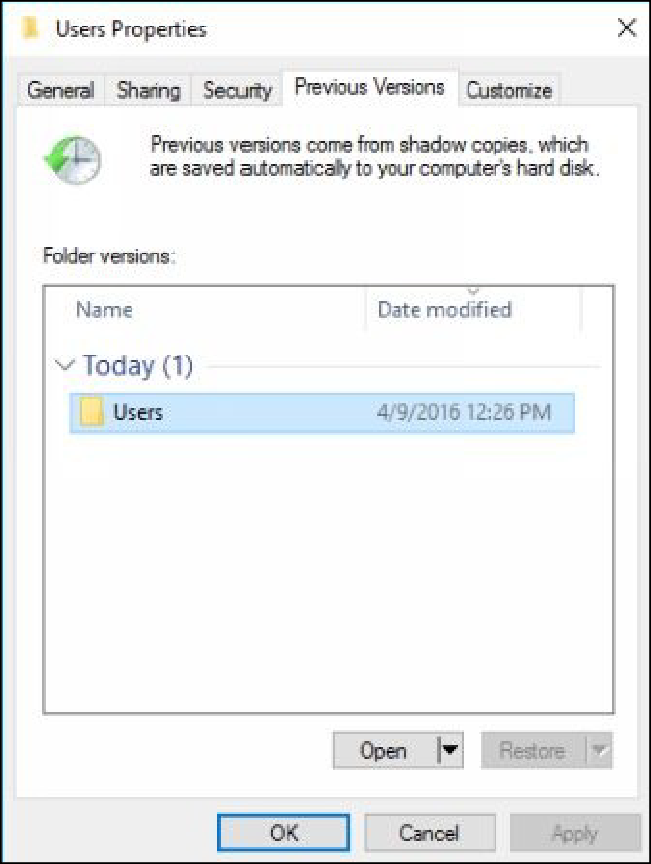 Users Properties
General Sharing Security Previous Versions Customize
Previous versions come from shadow copies, which
are saved automatically to your computer's hard disk.
Folder versions:
Name Date modified
Today (1)
Users 4/9/2016 12:26 PM
Open Restore
OK Cancel Apply